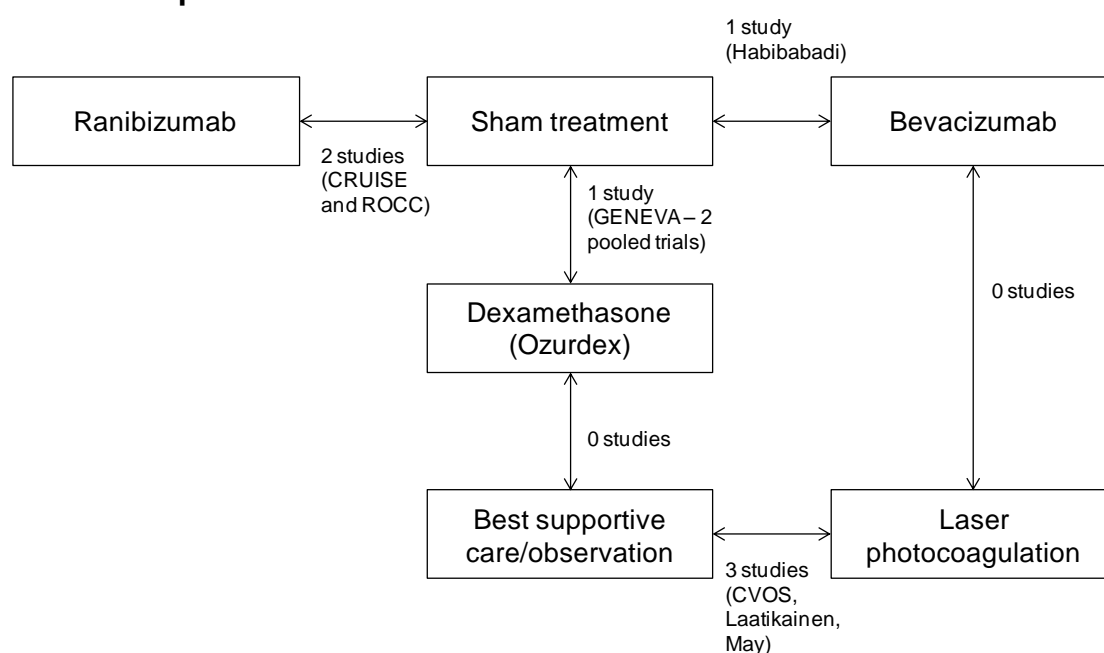 1 study
(Habibabadi)
Ranibizumab
Sham treatment
Bevacizumab
2 studies
(CRUISE
and ROCC)
1 study
(GENEVA – 2
pooled trials)
0 studies
Dexamethasone
(Ozurdex)
0 studies
Best supportive
care/observation
Laser
photocoagulation
3 studies
(CVOS,
Laatikainen,
May)